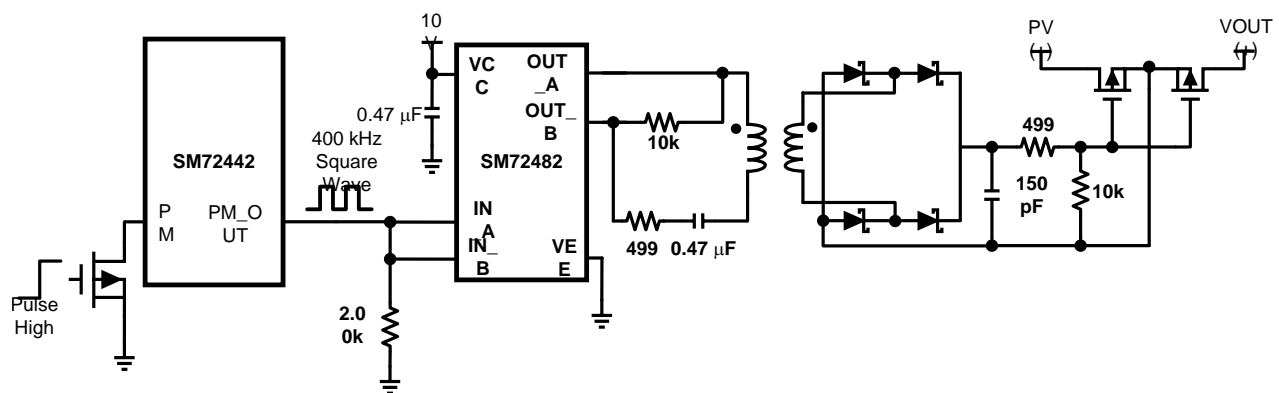 10
V
PV
(+)
VOUT
(+)
VC
C
OUT
_A
0.47 µF
OUT_
B
400 kHz
Square
Wave
10k
499
SM72442
SM72482
150
pF
10k
P
M
PM_O
UT
IN
_A
IN_
B
499
0.47 µF
VE
E
Pulse
High
2.0
0k